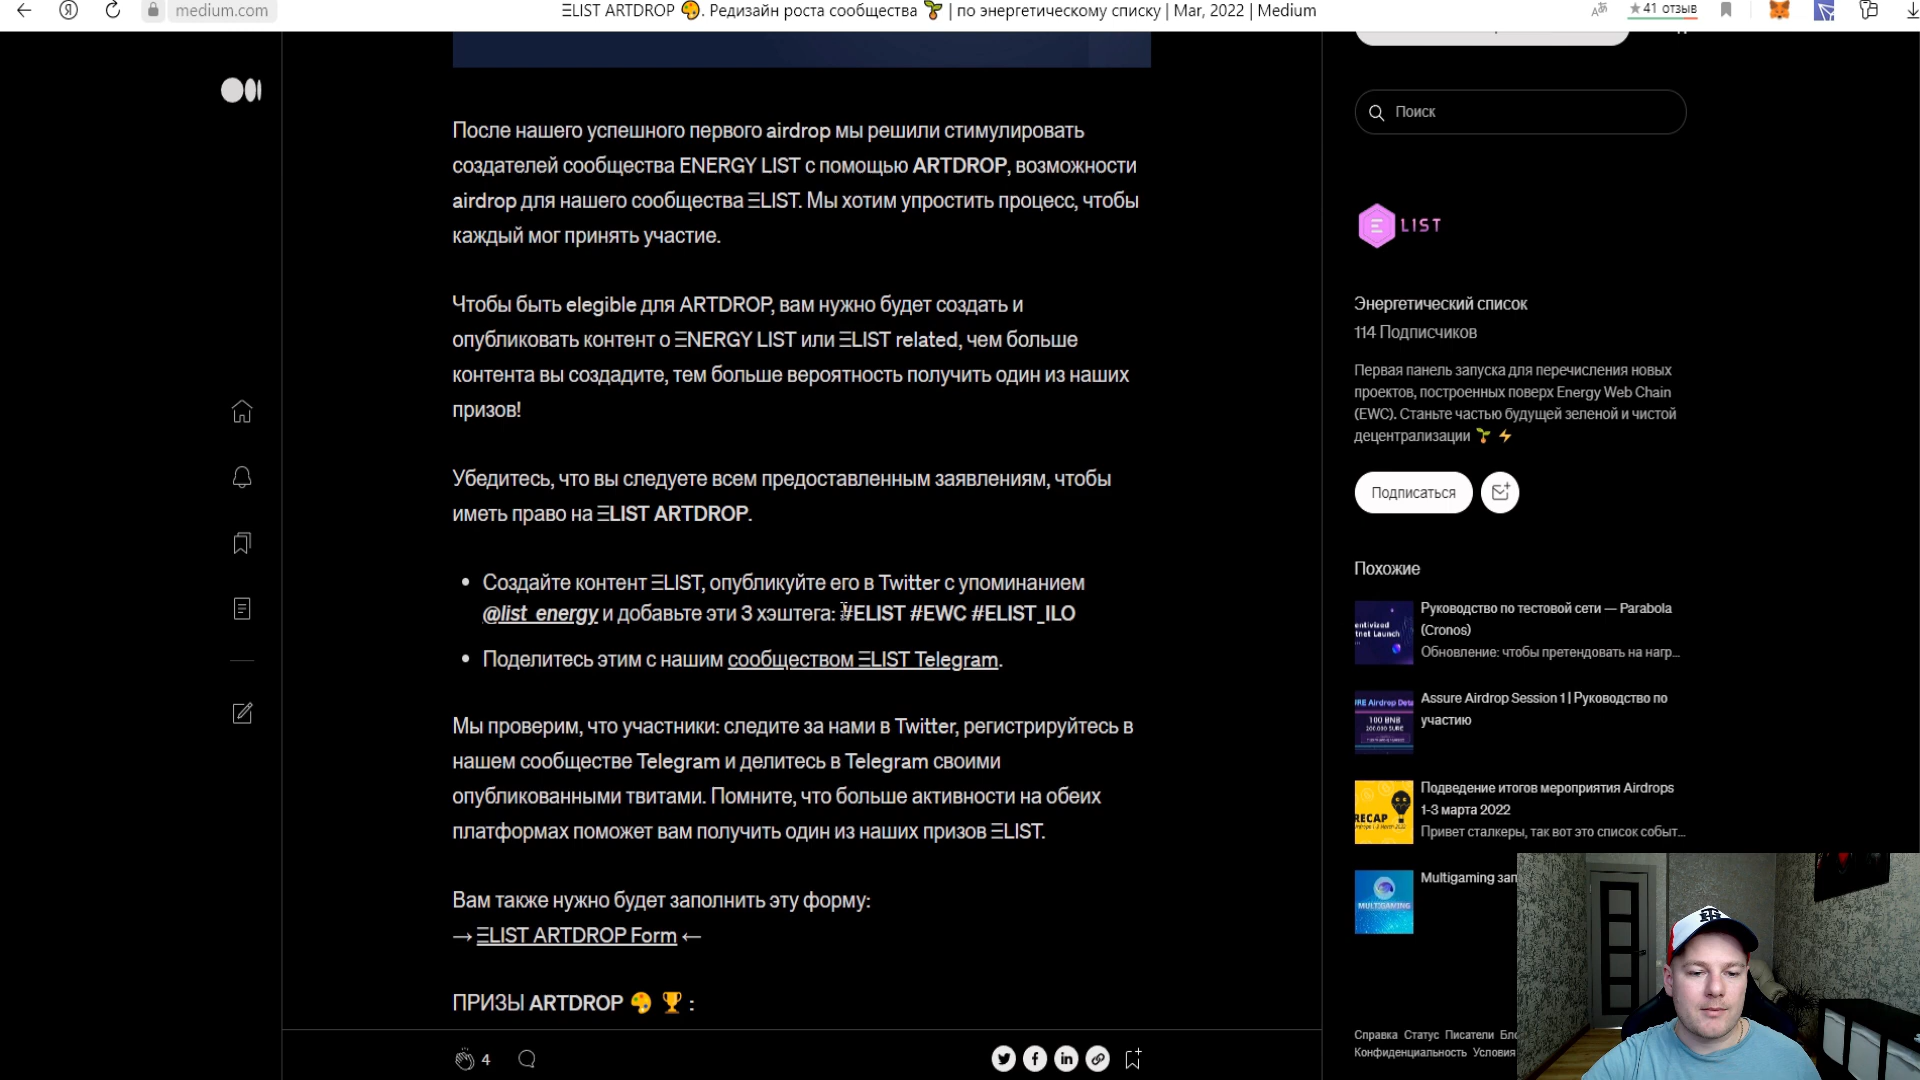 medium.com
ΞLIST ARTDROP 🎨. Редизайн роста сообщества 🌱 | по энергетическому списку | Mar, 2022 | Medium
★ 41 отзыв
После нашего успешного первого airdrop мы решили стимулировать
создателей сообщества ENERGY LIST с помощью ARTDROP, возможности
airdrop для нашего сообщества ΞLIST. Мы хотим упростить процесс, чтобы
каждый мог принять участие.
Чтобы быть elegible для ARTDROP, вам нужно будет создать и
опубликовать контент о ΞNERGY LIST или ΞLIST related, чем больше
контента вы создадите, тем больше вероятность получить один из наших
призов!
Убедитесь, что вы следуете всем предоставленным заявлениям, чтобы
иметь право на ΞLIST ARTDROP.
• Создайте контент ΞLIST, опубликуйте его в Twitter с упоминанием
@list_energy и добавьте эти 3 хэштега: #ELIST #EWC #ELIST_ILO
• Поделитесь этим с нашим сообществом ΞLIST Telegram.
Мы проверим, что участники: следите за нами в Twitter, регистрируйтесь в
нашем сообществе Telegram и делитесь в Telegram своими
опубликованными твитами. Помните, что больше активности на обеих
платформах поможет вам получить один из наших призов ΞLIST.
Вам также нужно будет заполнить эту форму:
→ ΞLIST ARTDROP Form ←
ПРИЗЫ ARTDROP 🎨 🏆 :
4
Поиск
Ξ LIST
Энергетический список
114 Подписчиков
Первая панель запуска для перечисления новых
проектов, построенных поверх Energy Web Chain
(EWC). Станьте частью будущей зеленой и чистой
децентрализации 🌱 ⚡
Подписаться
Похожие
Руководство по тестовой сети — Parabola
(Cronos)
Обновление: чтобы претендовать на нагр...
Assure Airdrop Session 1 | Руководство по
участию
100 BNB
Подведение итогов мероприятия Airdrops
1-3 марта 2022
Привет сталкеры, так вот это список событ...
RECAP
Multigaming зап
MULTIGAMING
Справка Статус Писатели Бло
Конфиденциальность Условия